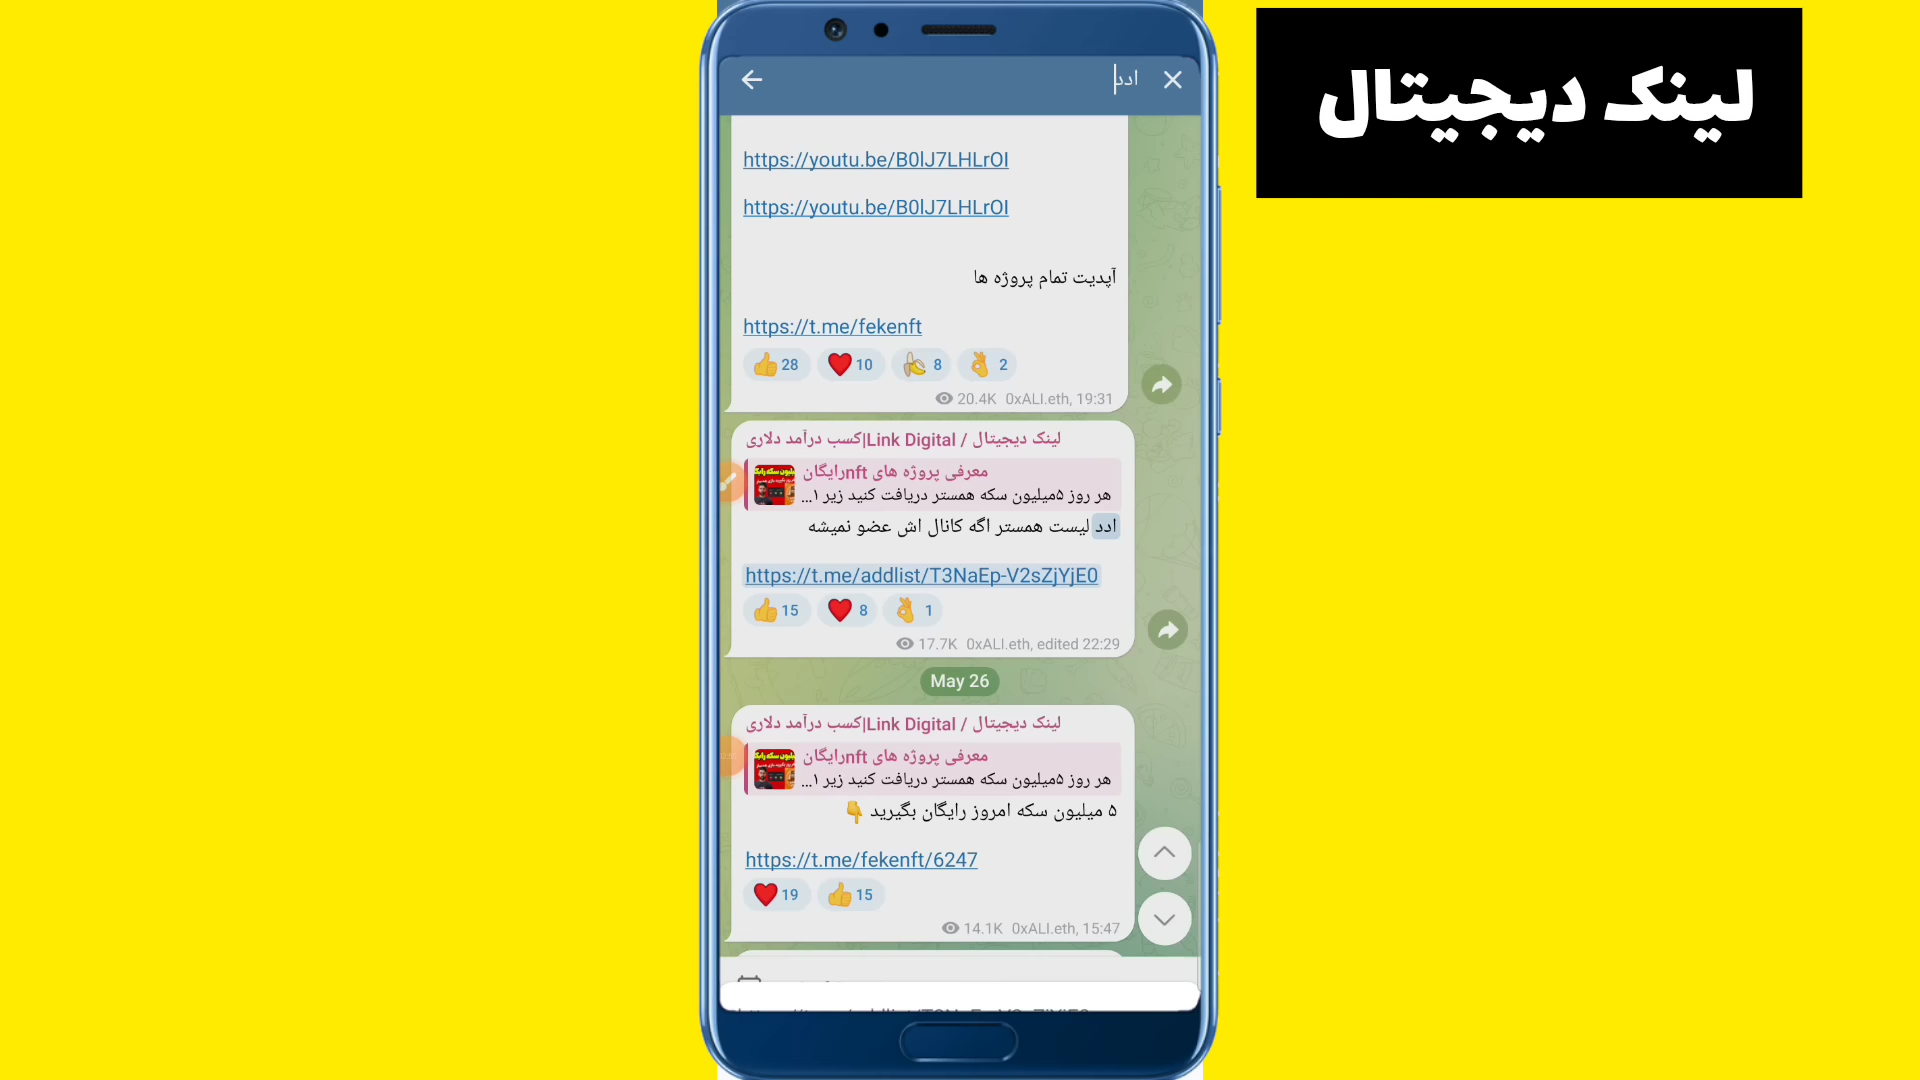 ادد
لینک دیجیتال
https://youtu.be/B0lJ7LHLrOI
https://youtu.be/B0lJ7LHLrOI
آپدیت تمام پروژه ها
https://t.me/fekenft
👍 28 ❤️ 10 🍌 8 👌 2
20.4K 0xALI.eth, 19:31
لینک دیجیتال / Link Digital|کسب درآمد دلاری
معرفی پروژه های nftرایگان
هر روز ۵میلیون سکه همستر دریافت کنید زیر ۱...
ادد لیست همستر اگه کانال اش عضو نمیشه
https://t.me/addlist/T3NaEp-V2sZjYjE0
👍 15 ❤️ 8 👌 1
17.7K 0xALI.eth, edited 22:29
May 26
لینک دیجیتال / Link Digital|کسب درآمد دلاری
معرفی پروژه های nftرایگان
هر روز ۵میلیون سکه همستر دریافت کنید زیر ۱...
۵ میلیون سکه امروز رایگان بگیرید 👇
https://t.me/fekenft/6247
❤️ 19 👍 15
14.1K 0xALI.eth, 15:47